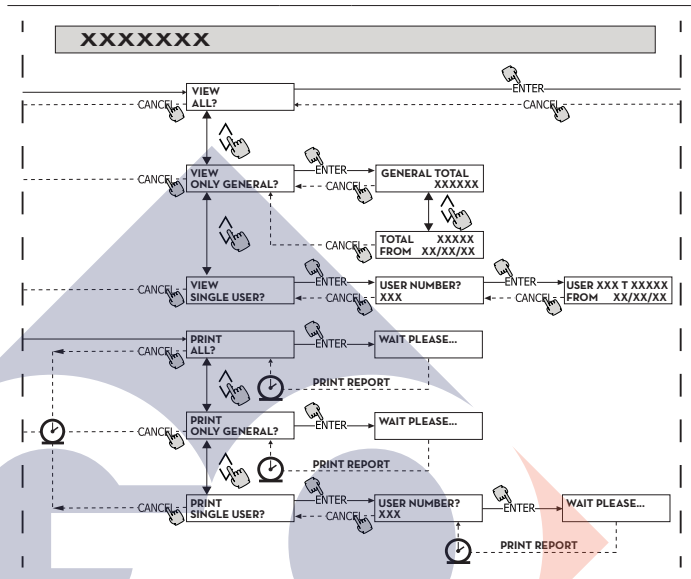 XXXXXXX
VIEW
ALL?
ENTER
CANCEL
CANCEL
VIEW
ONLY GENERAL?
CANCEL
ENTER
CANCEL
GENERAL TOTAL
XXXXXX
CANCEL
TOTAL XXXXX
FROM XX/XX/XX
VIEW
SINGLE USER?
CANCEL
ENTER
CANCEL
USER NUMBER?
XXX
ENTER
CANCEL
USER XXX T XXXXX
FROM XX/XX/XX
PRINT
ALL?
CANCEL
ENTER
WAIT PLEASE...
PRINT REPORT
PRINT
ONLY GENERAL?
CANCEL
ENTER
WAIT PLEASE...
PRINT REPORT
PRINT
SINGLE USER?
CANCEL
ENTER
CANCEL
USER NUMBER?
XXX
ENTER
WAIT PLEASE...
PRINT REPORT